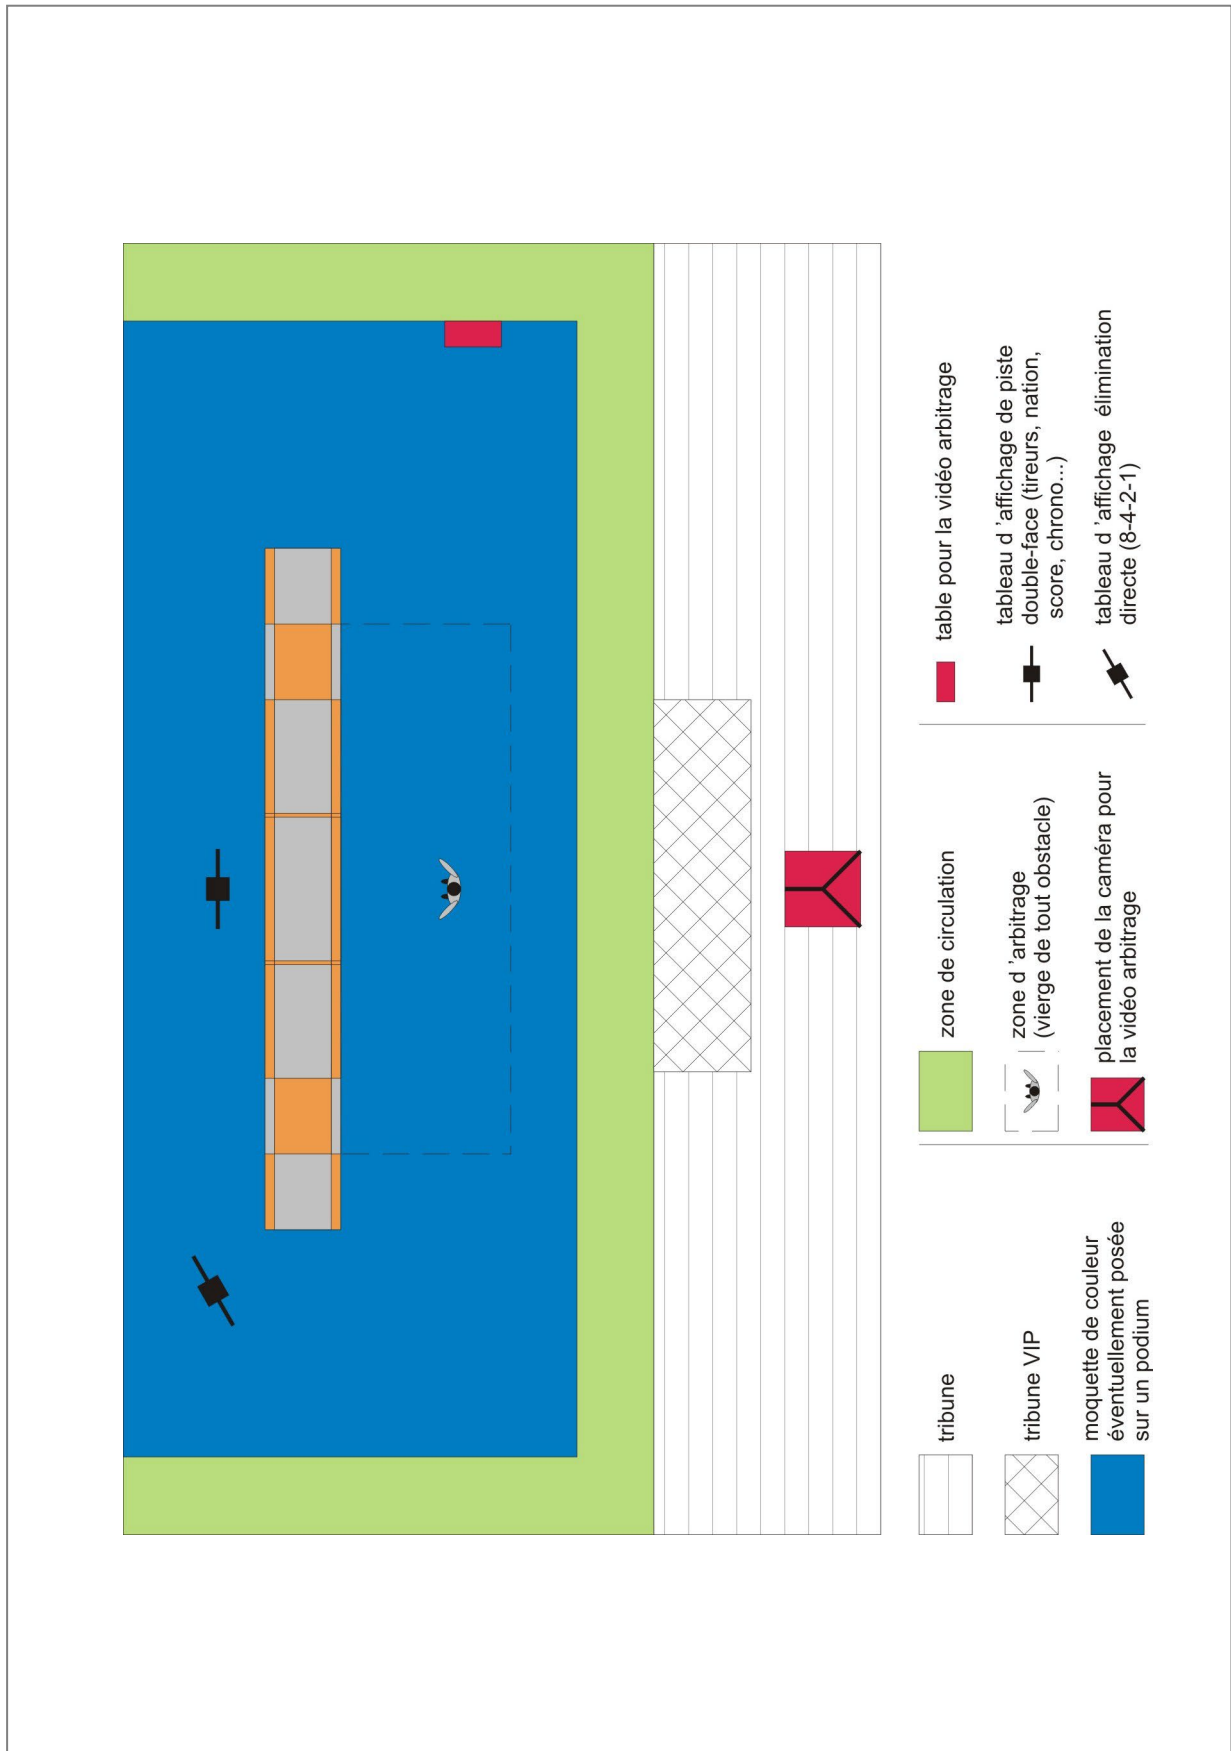 tribune
tribune VIP
moquette de couleur
éventuellement posée
sur un podium
zone de circulation
zone d 'arbitrage
(vierge de tout obstacle)
placement de la caméra pour
la vidéo arbitrage
table pour la vidéo arbitrage
tableau d 'affichage de piste
double-face (tireurs, nation,
score, chrono...)
tableau d 'affichage élimination
directe (8-4-2-1)